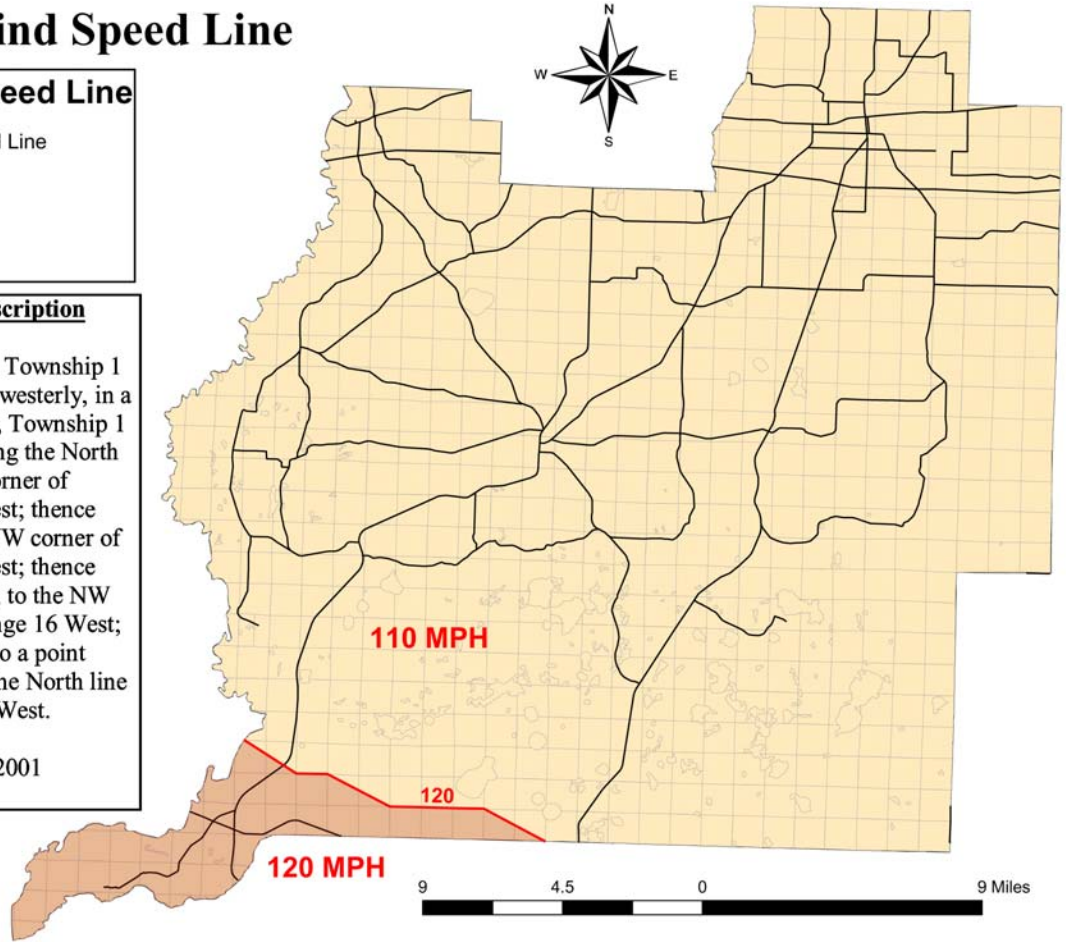 ind Speed Line
eed Line
Line
scription
Township 1
westerly, in a
, Township 1
ng the North
orner of
est; thence
W corner of
est; thence
to the NW
nge 16 West;
o a point
he North line
West.
2001
N
W
E
S
110 MPH
120
120 MPH
9 4.5 0 9 Miles